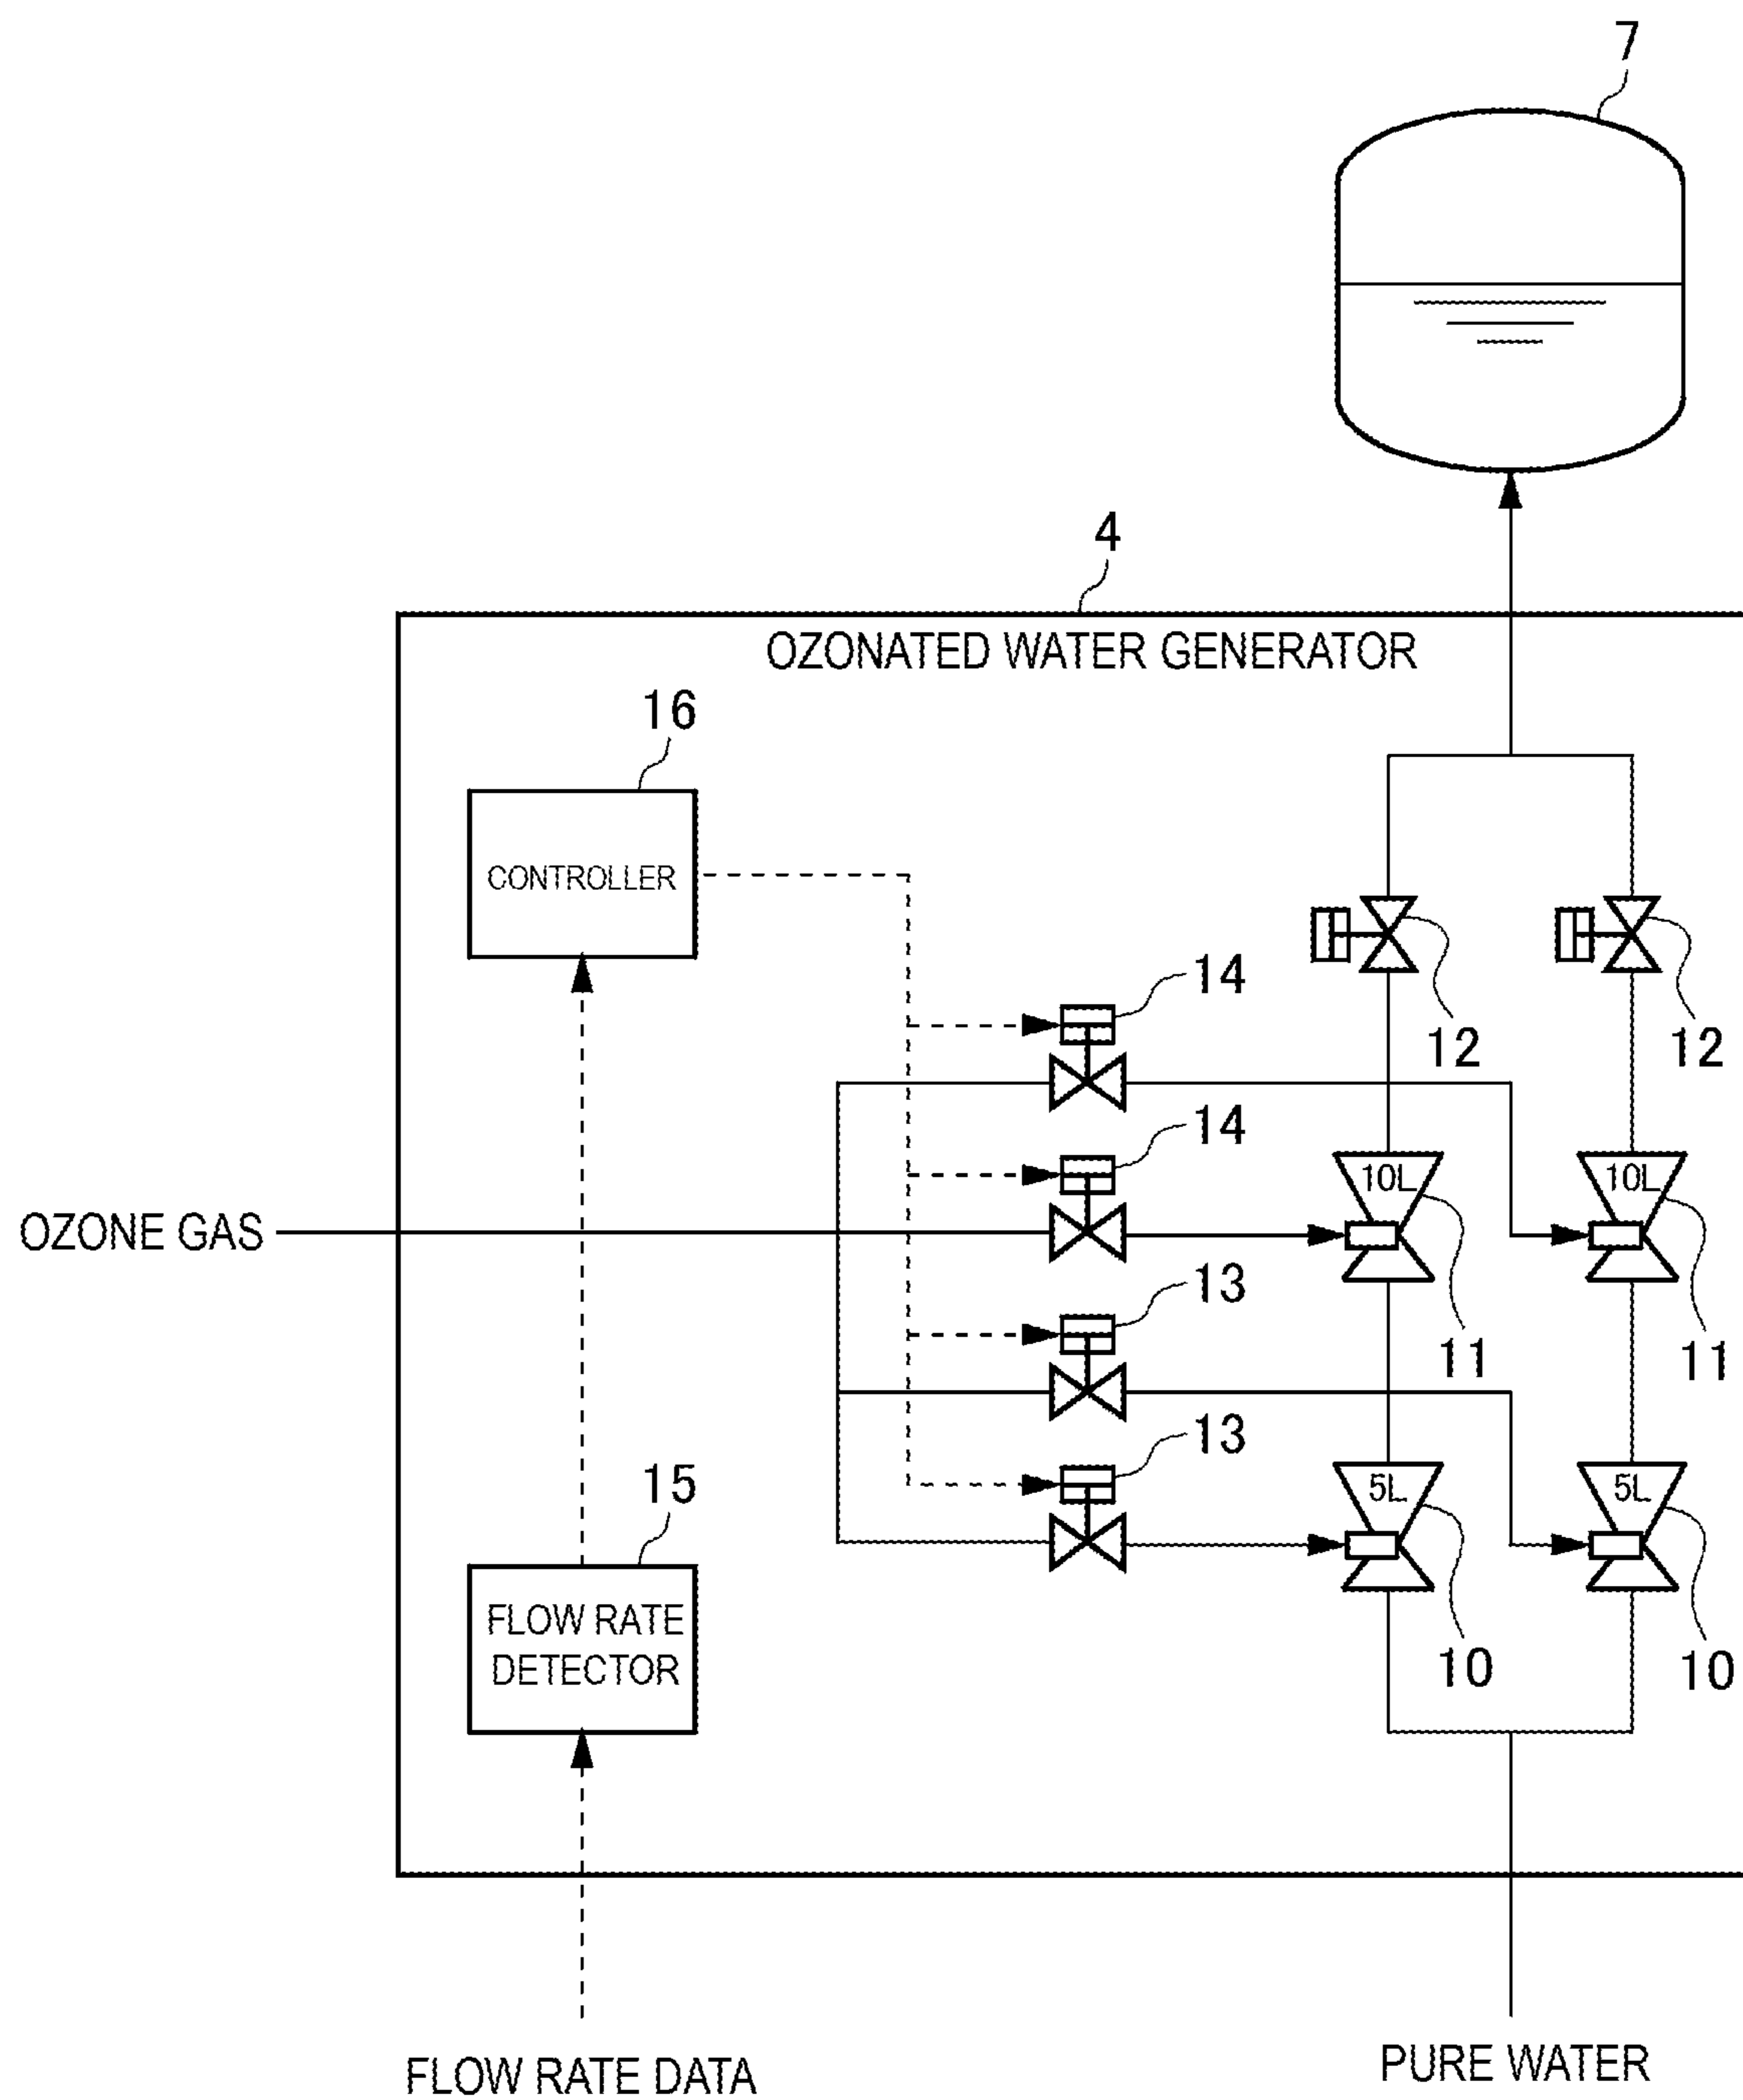 7
4
OZONATED WATER GENERATOR
16
CONTROLLER
14
12
12
14
10L
10L
OZONE GAS
13
11
11
13
5L
5L
15
FLOW RATE
DETECTOR
10
10
FLOW RATE DATA
PURE WATER